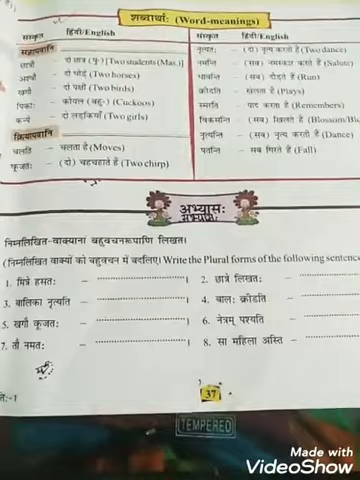 शब्दार्थाः (Word-meanings)
संस्कृत हिंदी/English
संज्ञापदानि
छात्रौ – दो छात्र (पु.) [Two students (Mas.)]
अश्वौ – दो घोड़े (Two horses)
खगौ – दो पक्षी (Two birds)
पिकाः – कोयल (बहु.) (Cuckoos)
कन्ये – दो लड़कियाँ (Two girls)
क्रियापदानि
चलति – चलता है (Moves)
कूजतः – (दो) चहचहाते हैं (Two chirp)
संस्कृत हिंदी/English
नृत्यतः – (दो) नृत्य करती हैं (Two dance)
नमन्ति – (सब) नमस्कार करते हैं (Salute)
धावन्ति – (सब) दौड़ते हैं (Run)
क्रीडति – खेलता है (Plays)
स्मरति – याद करता है (Remembers)
विकसन्ति – (सब) खिलते हैं (Blossom/
नृत्यन्ति – (सब) नृत्य करती हैं (Dance)
पतन्ति – सब गिरते हैं (Fall)
अभ्यासः
निम्नलिखित-वाक्यानां बहुवचनरूपाणि लिखत।
(निम्नलिखित वाक्यों को बहुवचन में बदलिए। Write the Plural forms of the following sentence
1. मित्रे हसतः – ।
2. छात्रे लिखतः –
3. बालिका नृत्यति – ।
4. बालः क्रीडति –
5. खगौ कूजतः – ।
6. नेत्रम् पश्यति –
7. तौ नमतः – ।
8. सा महिला अस्ति –
37
TEMPERED
Made with
VideoShow